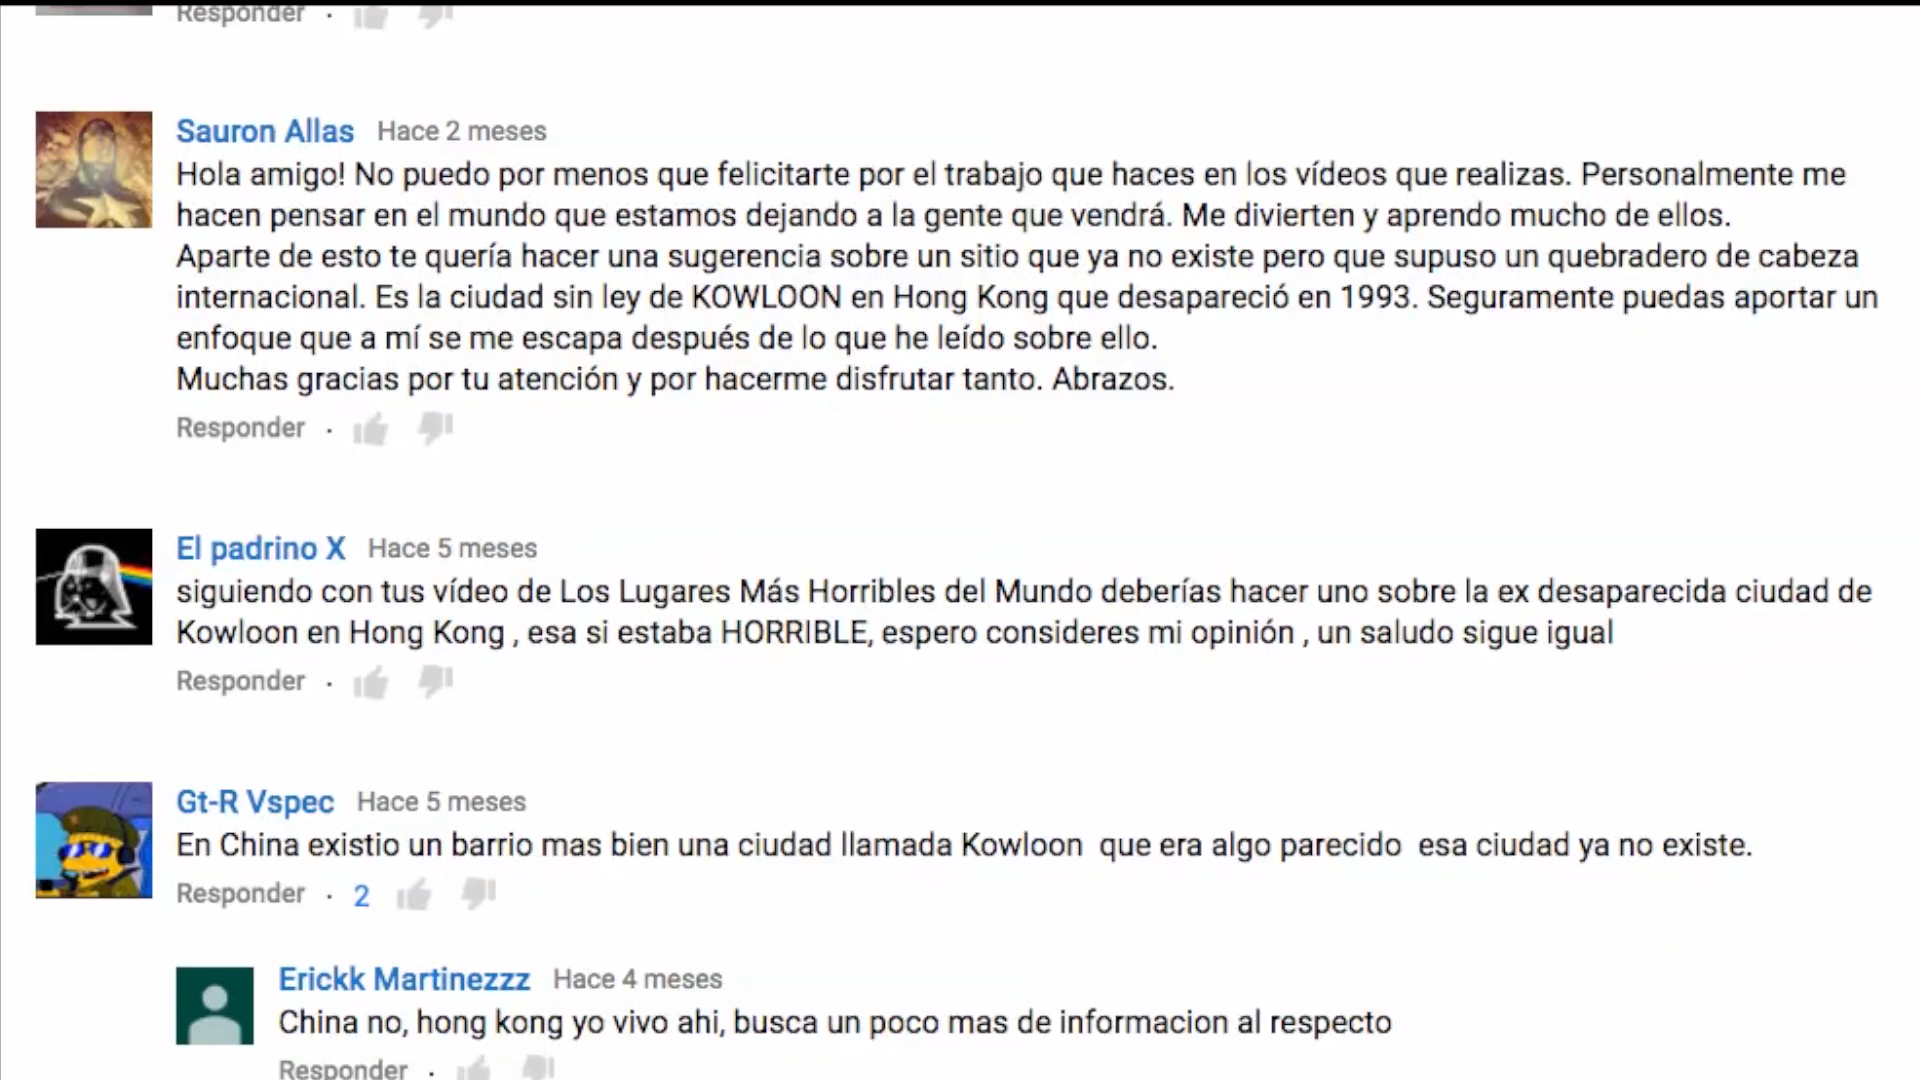 Responder ·
Sauron Allas Hace 2 meses
Hola amigo! No puedo por menos que felicitarte por el trabajo que haces en los vídeos que realizas. Personalmente me
hacen pensar en el mundo que estamos dejando a la gente que vendrá. Me divierten y aprendo mucho de ellos.
Aparte de esto te quería hacer una sugerencia sobre un sitio que ya no existe pero que supuso un quebradero de cabeza
internacional. Es la ciudad sin ley de KOWLOON en Hong Kong que desapareció en 1993. Seguramente puedas aportar un
enfoque que a mí se me escapa después de lo que he leído sobre ello.
Muchas gracias por tu atención y por hacerme disfrutar tanto. Abrazos.
Responder ·
El padrino X Hace 5 meses
siguiendo con tus vídeo de Los Lugares Más Horribles del Mundo deberías hacer uno sobre la ex desaparecida ciudad de
Kowloon en Hong Kong , esa si estaba HORRIBLE, espero consideres mi opinión , un saludo sigue igual
Responder ·
Gt-R Vspec Hace 5 meses
En China existio un barrio mas bien una ciudad llamada Kowloon  que era algo parecido  esa ciudad ya no existe.
Responder · 2
Erickk Martinezzz Hace 4 meses
China no, hong kong yo vivo ahi, busca un poco mas de informacion al respecto
Responder ·